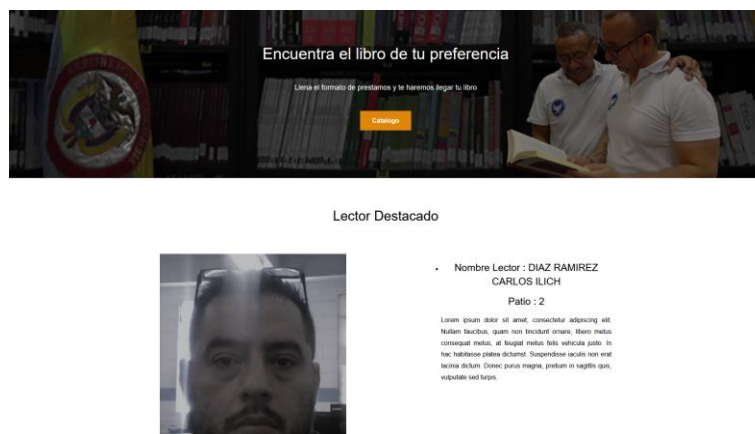 Encuentra el libro de tu preferencia
Llena el formato de prestamos y te haremos llegar tu libro
Catalogo
Lector Destacado
Nombre Lector : DIAZ RAMIREZ
CARLOS ILICH
Patio : 2
Lorem ipsum dolor sit amet, consectetur adipiscing elit.
Nullam faucibus, quam non tincidunt ornare, libero metus
consequat metus, at feugiat metus felis vehicula justo. In
hac habitasse platea dictumst. Suspendisse iaculis non erat
lacinia dictum. Donec purus magna, pretium in sagittis quis,
vulputate sed turpis.